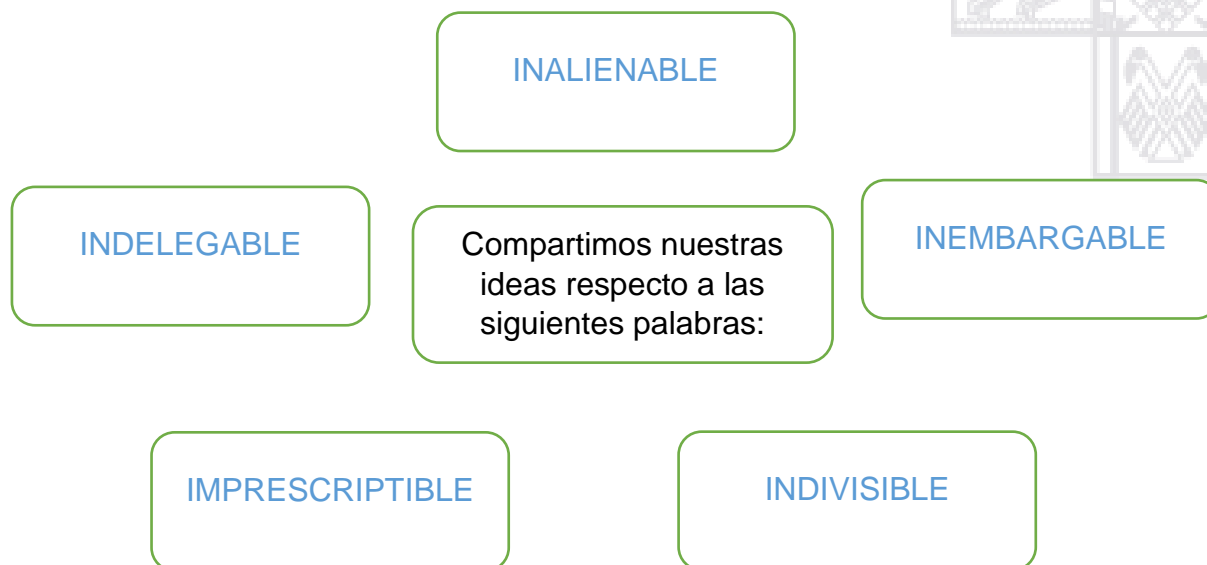 INALIENABLE
INDELEGABLE
Compartimos nuestras
ideas respecto a las
siguientes palabras:
INEMBARGABLE
IMPRESCRIPTIBLE
INDIVISIBLE